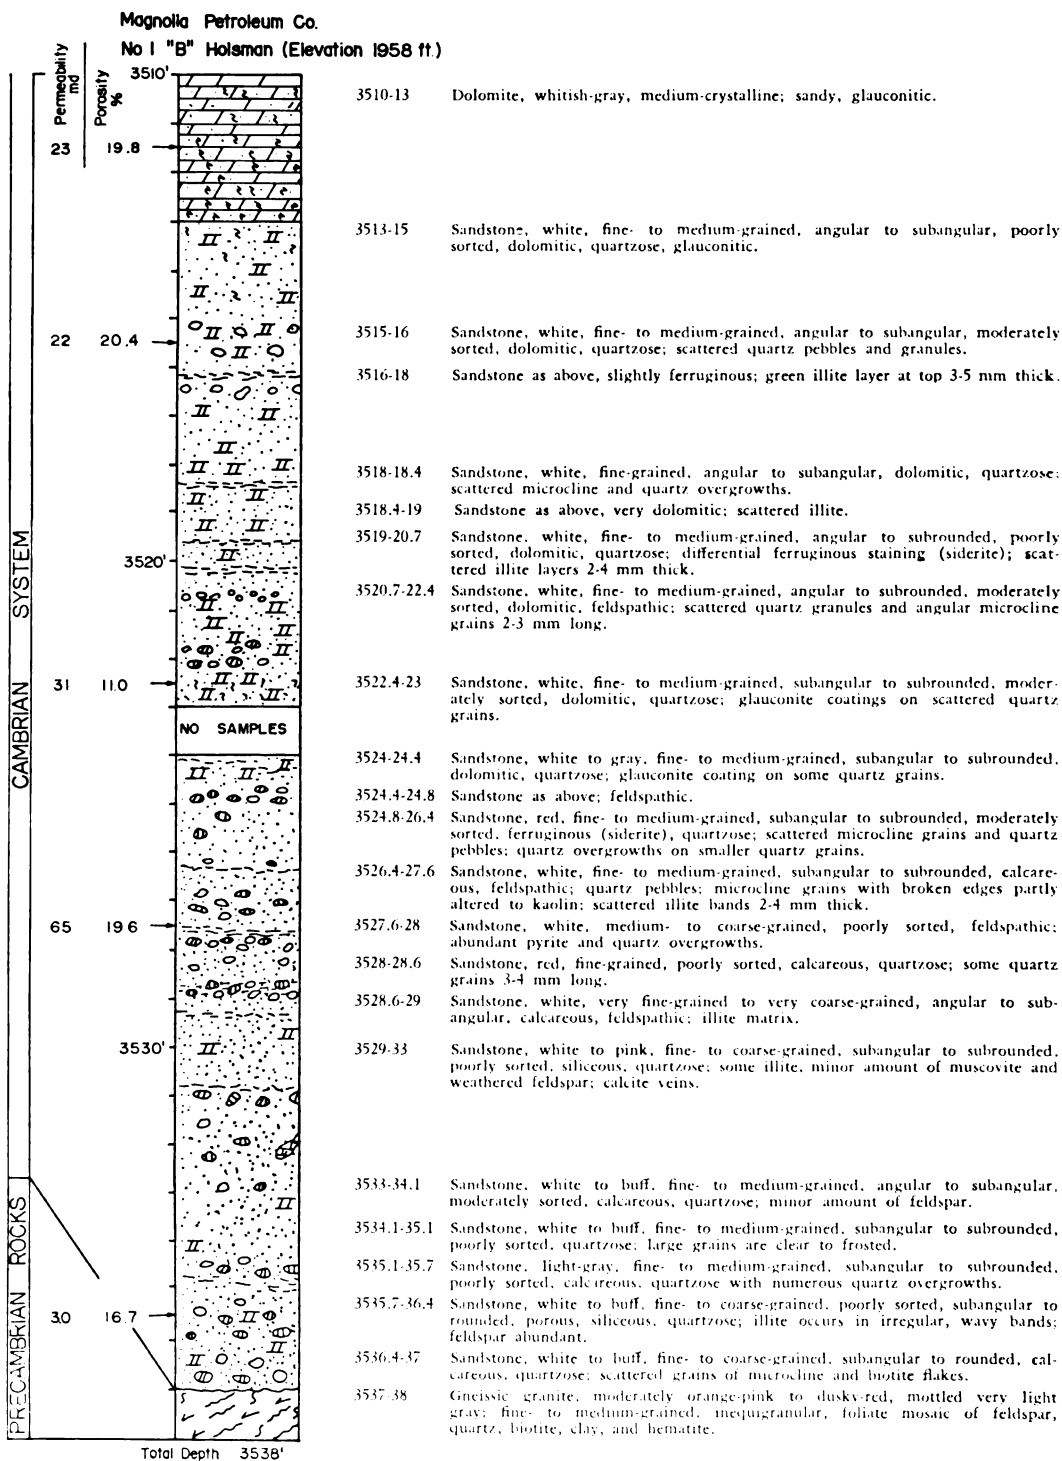 Magnolia Petroleum Co.
No 1 "B" Holsman (Elevation 1958 ft.)
Permeability
md
Porosity
%
3510'
3510-13 Dolomite, whitish-gray, medium-crystalline; sandy, glauconitic.
23 19.8
3513-15 Sandstone, white, fine- to medium-grained, angular to subangular, poorly
sorted, dolomitic, quartzose, glauconitic.
22 20.4
3515-16 Sandstone, white, fine- to medium-grained, angular to subangular, moderately
sorted, dolomitic, quartzose; scattered quartz pebbles and granules.
3516-18 Sandstone as above, slightly ferruginous; green illite layer at top 3-5 mm thick.
3518-18.4 Sandstone, white, fine-grained, angular to subangular, dolomitic, quartzose;
scattered microcline and quartz overgrowths.
3518.4-19 Sandstone as above, very dolomitic; scattered illite.
CAMBRIAN SYSTEM
3520'
3519-20.7 Sandstone, white, fine- to medium-grained, angular to subrounded, poorly
sorted, dolomitic, quartzose; differential ferruginous staining (siderite); scat-
tered illite layers 2-4 mm thick.
3520.7-22.4 Sandstone, white, fine- to medium-grained, angular to subrounded, moderately
sorted, dolomitic, feldspathic; scattered quartz granules and angular microcline
grains 2-3 mm long.
31 11.0
3522.4-23 Sandstone, white, fine- to medium-grained, subangular to subrounded, moder-
ately sorted, dolomitic, quartzose; glauconite coatings on scattered quartz
grains.
NO SAMPLES
3524-24.4 Sandstone, white to gray, fine- to medium-grained, subangular to subrounded,
dolomitic, quartzose; glauconite coating on some quartz grains.
3524.4-24.8 Sandstone as above; feldspathic.
3524.8-26.4 Sandstone, red, fine- to medium-grained, subangular to subrounded, moderately
sorted, ferruginous (siderite), quartzose; scattered microcline grains and quartz
pebbles; quartz overgrowths on smaller quartz grains.
3526.4-27.6 Sandstone, white, fine- to medium-grained, subangular to subrounded, calcare-
ous, feldspathic; quartz pebbles; microcline grains with broken edges partly
altered to kaolin; scattered illite bands 2-4 mm thick.
65 19.6
3527.6-28 Sandstone, white, medium- to coarse-grained, poorly sorted, feldspathic;
abundant pyrite and quartz overgrowths.
3528-28.6 Sandstone, red, fine-grained, poorly sorted, calcareous, quartzose; some quartz
grains 3-4 mm long.
3528.6-29 Sandstone, white, very fine-grained to very coarse-grained, angular to sub-
angular, calcareous, feldspathic; illite matrix.
3530'
3529-33 Sandstone, white to pink, fine- to coarse-grained, subangular to subrounded,
poorly sorted, siliceous, quartzose; some illite, minor amount of muscovite and
weathered feldspar; calcite veins.
3533-34.1 Sandstone, white to buff, fine- to medium-grained, angular to subangular,
moderately sorted, calcareous, quartzose; minor amount of feldspar.
3534.1-35.1 Sandstone, white to buff, fine- to medium-grained, subangular to subrounded,
poorly sorted, quartzose; large grains are clear to frosted.
3535.1-35.7 Sandstone, light-gray, fine- to medium-grained, subangular to subrounded,
poorly sorted, calcareous, quartzose with numerous quartz overgrowths.
PRECAMBRIAN ROCKS
30 16.7
3535.7-36.4 Sandstone, white to buff, fine- to coarse-grained, poorly sorted, subangular to
rounded, porous, siliceous, quartzose; illite occurs in irregular, wavy bands;
feldspar abundant.
3536.4-37 Sandstone, white to buff, fine- to coarse-grained, subangular to rounded, cal-
careous, quartzose; scattered grains of microcline and biotite flakes.
3537-38 Gneissic granite, moderately orange-pink to dusky-red, mottled very light
gray; fine- to medium-grained, inequigranular, foliate mosaic of feldspar,
quartz, biotite, clay, and hematite.
Total Depth 3538'